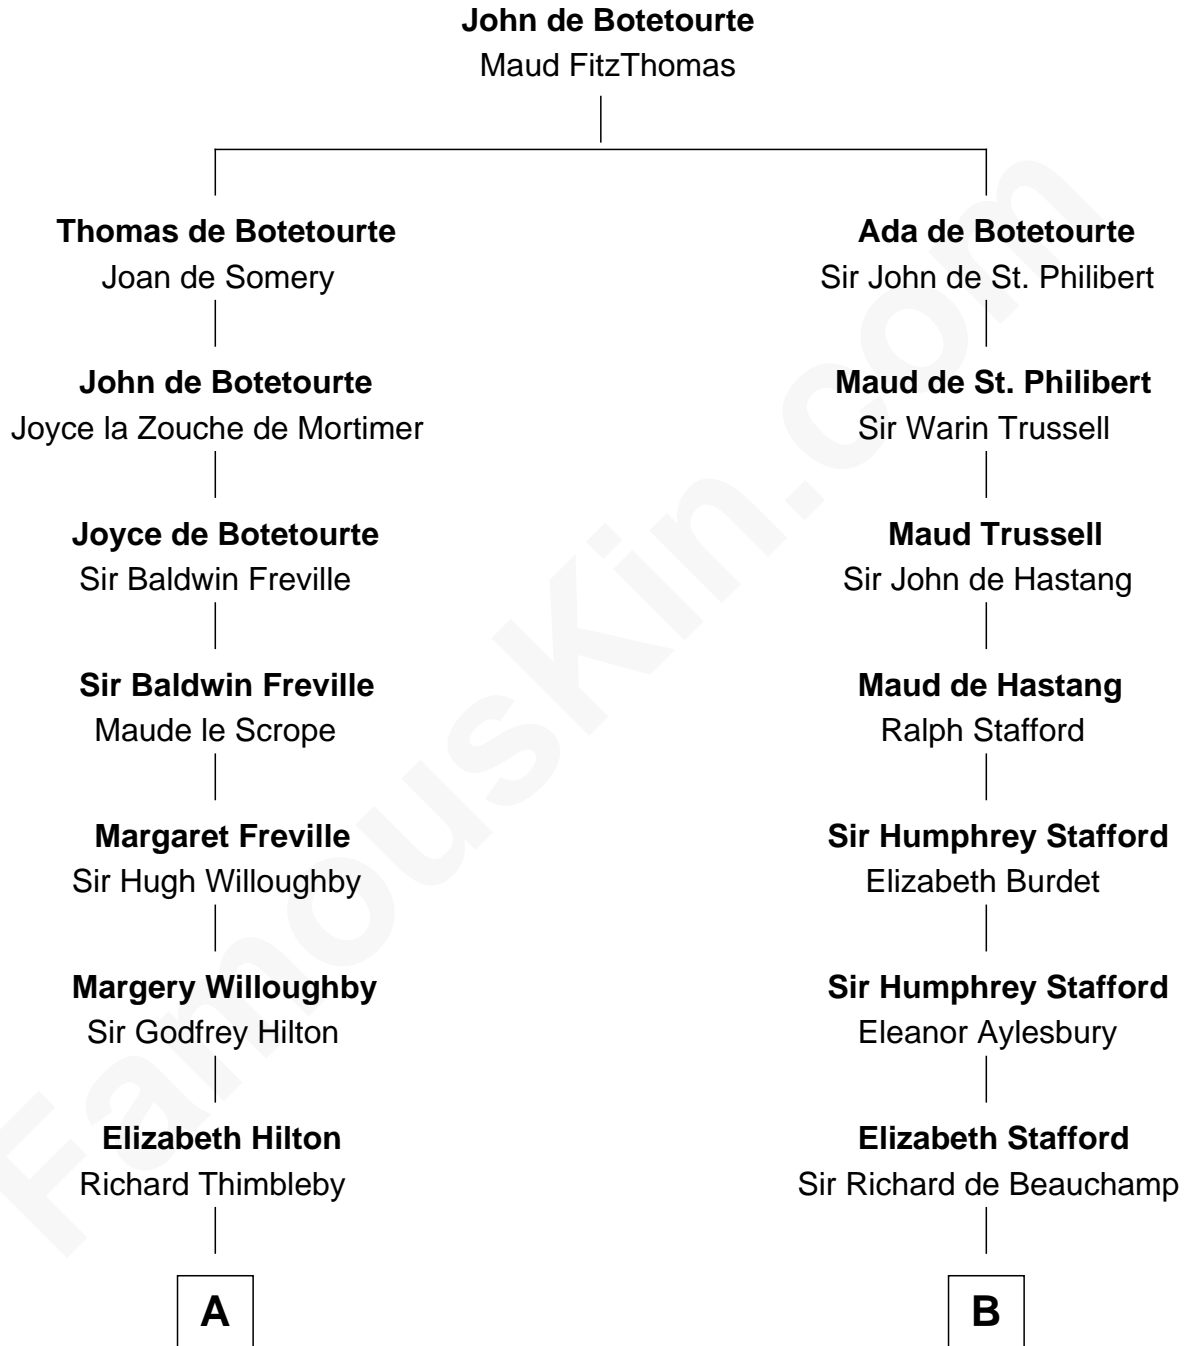 John de Botetourte
Maud FitzThomas
Thomas de Botetourte
Joan de Somery
Ada de Botetourte
Sir John de St. Philibert
John de Botetourte
Joyce la Zouche de Mortimer
Maud de St. Philibert
Sir Warin Trussell
Joyce de Botetourte
Sir Baldwin Freville
Maud Trussell
Sir John de Hastang
Sir Baldwin Freville
Maude le Scrope
Maud de Hastang
Ralph Stafford
Margaret Freville
Sir Hugh Willoughby
Sir Humphrey Stafford
Elizabeth Burdet
Margery Willoughby
Sir Godfrey Hilton
Sir Humphrey Stafford
Eleanor Aylesbury
Elizabeth Hilton
Richard Thimbleby
Elizabeth Stafford
Sir Richard de Beauchamp
A
B
FamousKin.com